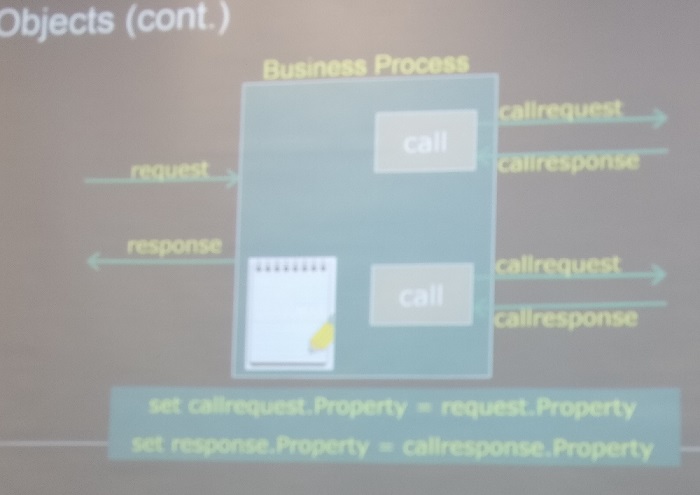 Objects (cont.)
Business Process
call
callrequest
callresponse
request
response
call
callrequest
callresponse
set callrequest.Property = request.Property
set response.Property = callresponse.Property